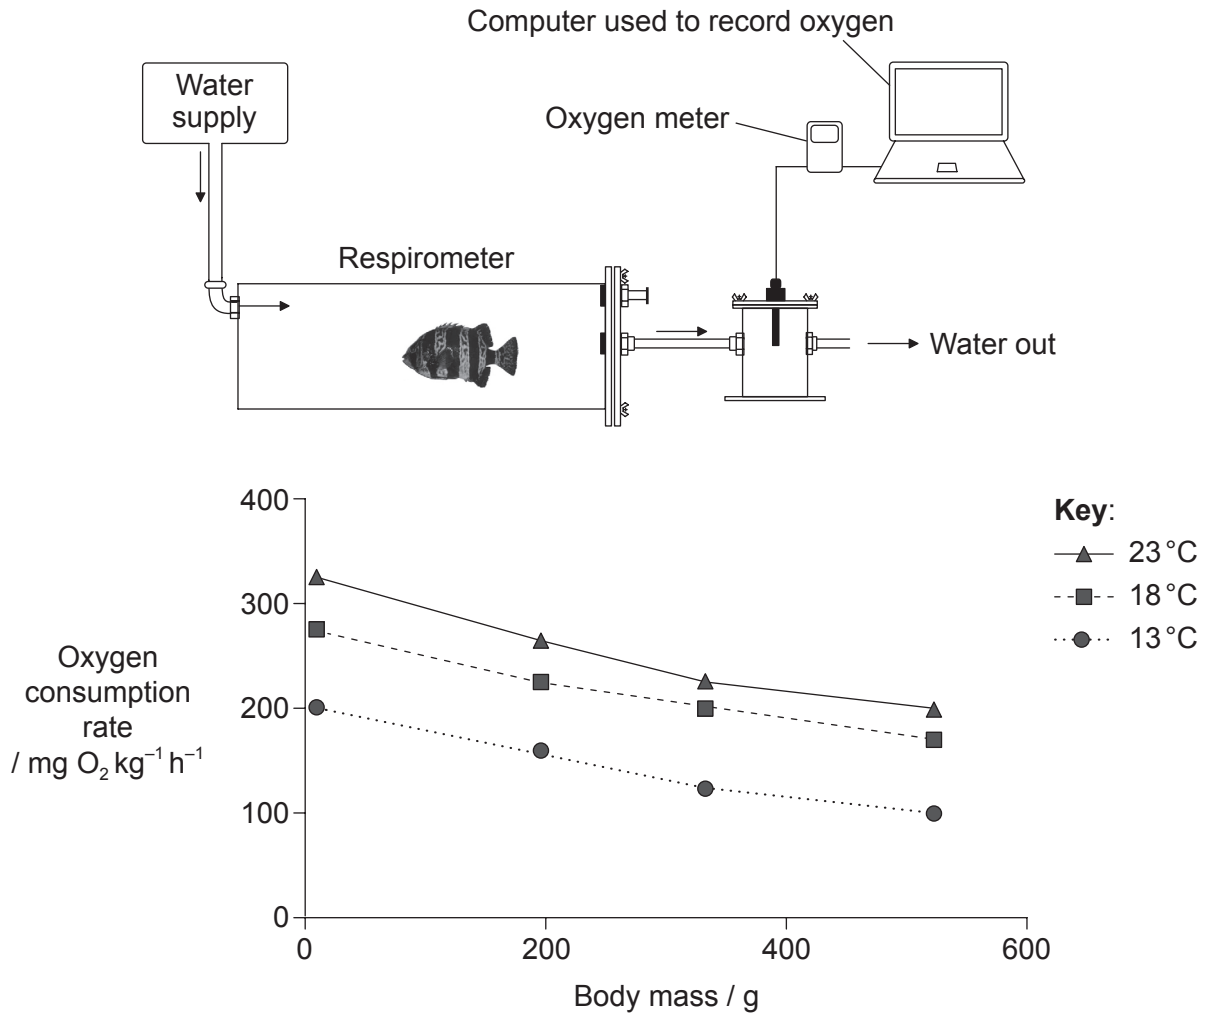 Computer used to record oxygen
Water
supply
Oxygen meter
Respirometer
Water out
400
300
200
100
0
Oxygen
consumption
rate
/ mg O₂ kg⁻¹ h⁻¹
0
200
400
600
Body mass / g
Key:
23 °C
18 °C
13 °C